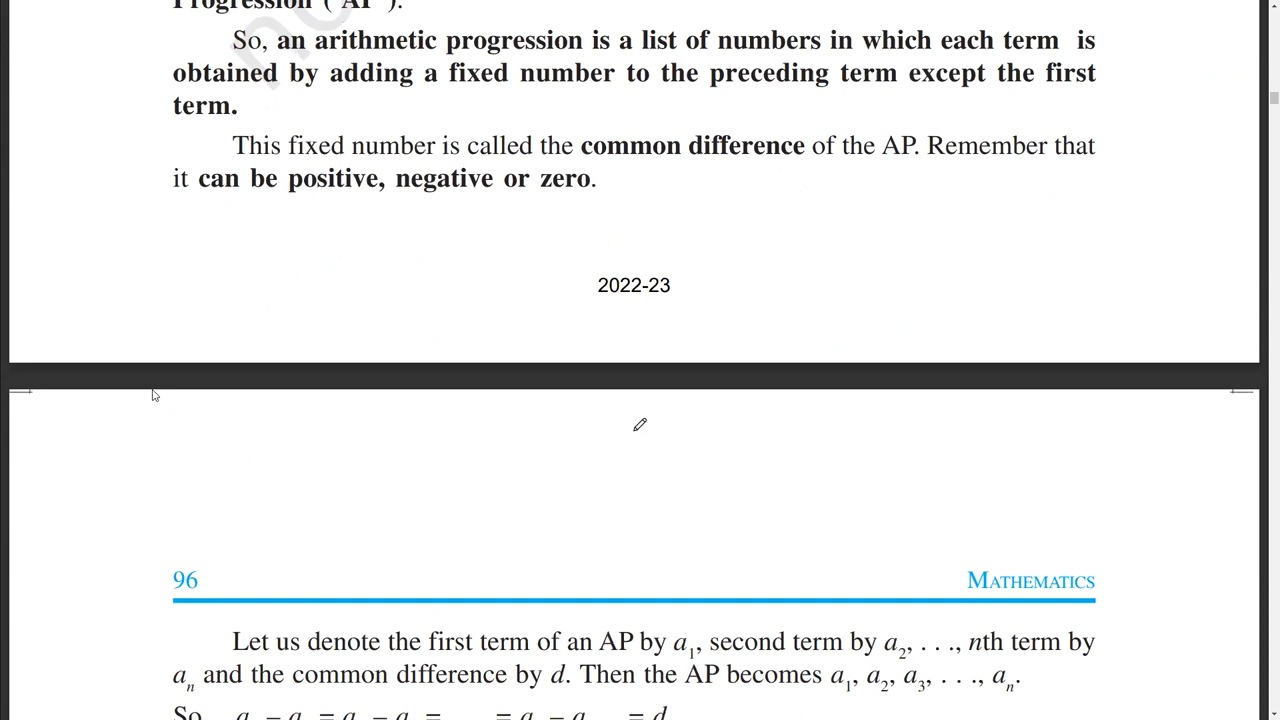 Progression ( AP ).
So, an arithmetic progression is a list of numbers in which each term is
obtained by adding a fixed number to the preceding term except the first
term.
This fixed number is called the common difference of the AP. Remember that
it can be positive, negative or zero.
2022-23
96 MATHEMATICS
Let us denote the first term of an AP by a₁, second term by a₂, . . ., nth term by
aₙ and the common difference by d. Then the AP becomes a₁, a₂, a₃, . . ., aₙ.
So